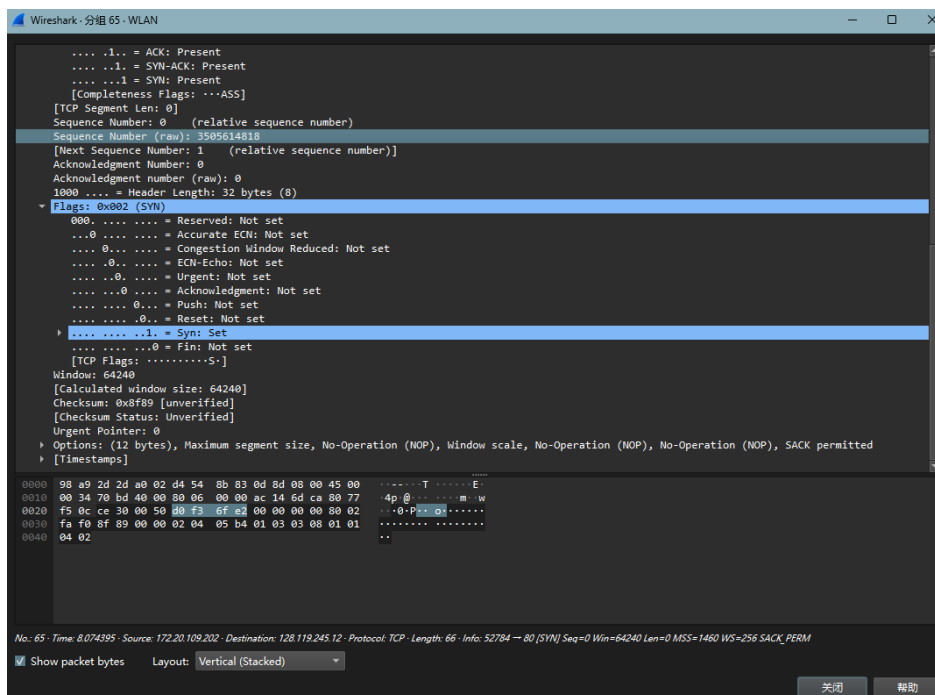 Wireshark · 分组 65 · WLAN
.... .1.. = ACK: Present
.... ..1. = SYN-ACK: Present
.... ...1 = SYN: Present
[Completeness Flags: ···ASS]
[TCP Segment Len: 0]
Sequence Number: 0    (relative sequence number)
Sequence Number (raw): 3505614818
[Next Sequence Number: 1    (relative sequence number)]
Acknowledgment Number: 0
Acknowledgment number (raw): 0
1000 .... = Header Length: 32 bytes (8)
Flags: 0x002 (SYN)
000. .... .... = Reserved: Not set
...0 .... .... = Accurate ECN: Not set
.... 0... .... = Congestion Window Reduced: Not set
.... .0.. .... = ECN-Echo: Not set
.... ..0. .... = Urgent: Not set
.... ...0 .... = Acknowledgment: Not set
.... .... 0... = Push: Not set
.... .... .0.. = Reset: Not set
.... .... ..1. = Syn: Set
.... .... ...0 = Fin: Not set
[TCP Flags: ··········S·]
Window: 64240
[Calculated window size: 64240]
Checksum: 0x8f89 [unverified]
[Checksum Status: Unverified]
Urgent Pointer: 0
Options: (12 bytes), Maximum segment size, No-Operation (NOP), Window scale, No-Operation (NOP), No-Operation (NOP), SACK permitted
[Timestamps]
0000 98 a9 2d 2d a0 02 d4 54 8b 83 0d 8d 08 00 45 00 ··--···T ······E·
0010 00 34 70 bd 40 00 80 06 00 00 ac 14 6d ca 80 77 ·4p·@··· ····m··w
0020 f5 0c ce 30 00 50 d0 f3 6f e2 00 00 00 00 80 02 ···0·P·· o·······
0030 fa f0 8f 89 00 00 02 04 05 b4 01 03 03 08 01 01 ········ ········
0040 04 02 ··
No.: 65 · Time: 8.074395 · Source: 172.20.109.202 · Destination: 128.119.245.12 · Protocol: TCP · Length: 66 · Info: 52784 → 80 [SYN] Seq=0 Win=64240 Len=0 MSS=1460 WS=256 SACK_PERM
Show packet bytes Layout: Vertical (Stacked)
关闭 帮助